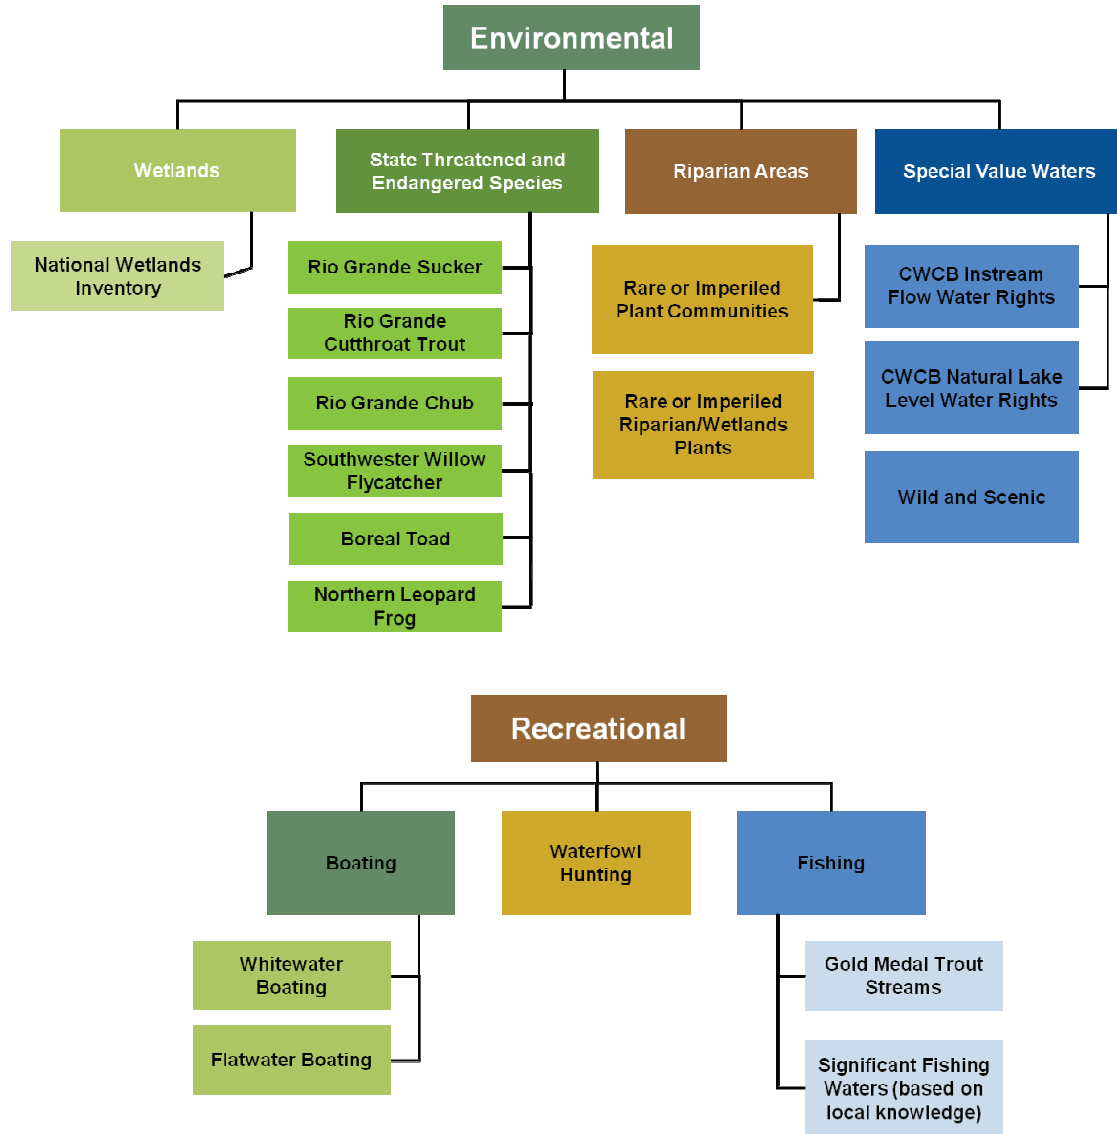 Environmental
Wetlands
State Threatened and
Endangered Species
Riparian Areas
Special Value Waters
National Wetlands
Inventory
Rio Grande Sucker
Rio Grande
Cutthroat Trout
Rio Grande Chub
Southwester Willow
Flycatcher
Boreal Toad
Northern Leopard
Frog
Rare or Imperiled
Plant Communities
Rare or Imperiled
Riparian/Wetlands
Plants
CWCB Instream
Flow Water Rights
CWCB Natural Lake
Level Water Rights
Wild and Scenic
Recreational
Boating
Waterfowl
Hunting
Fishing
Whitewater
Boating
Flatwater Boating
Gold Medal Trout
Streams
Significant Fishing
Waters (based on
local knowledge)